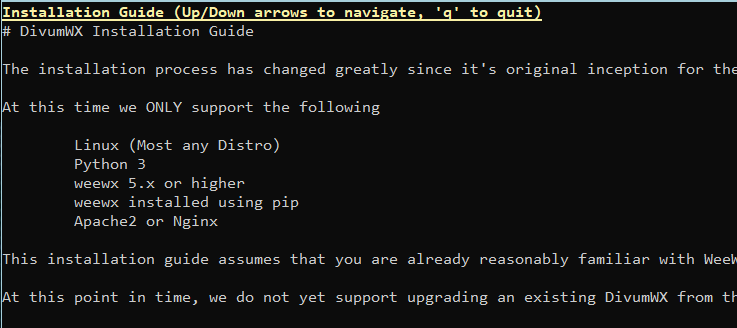 Installation Guide (Up/Down arrows to navigate, 'q' to quit)
# DivumWX Installation Guide
The installation process has changed greatly since it's original inception for the
At this time we ONLY support the following
Linux (Most any Distro)
Python 3
weewx 5.x or higher
weewx installed using pip
Apache2 or Nginx
This installation guide assumes that you are already reasonably familiar with WeeW
At this point in time, we do not yet support upgrading an existing DivumWX from th